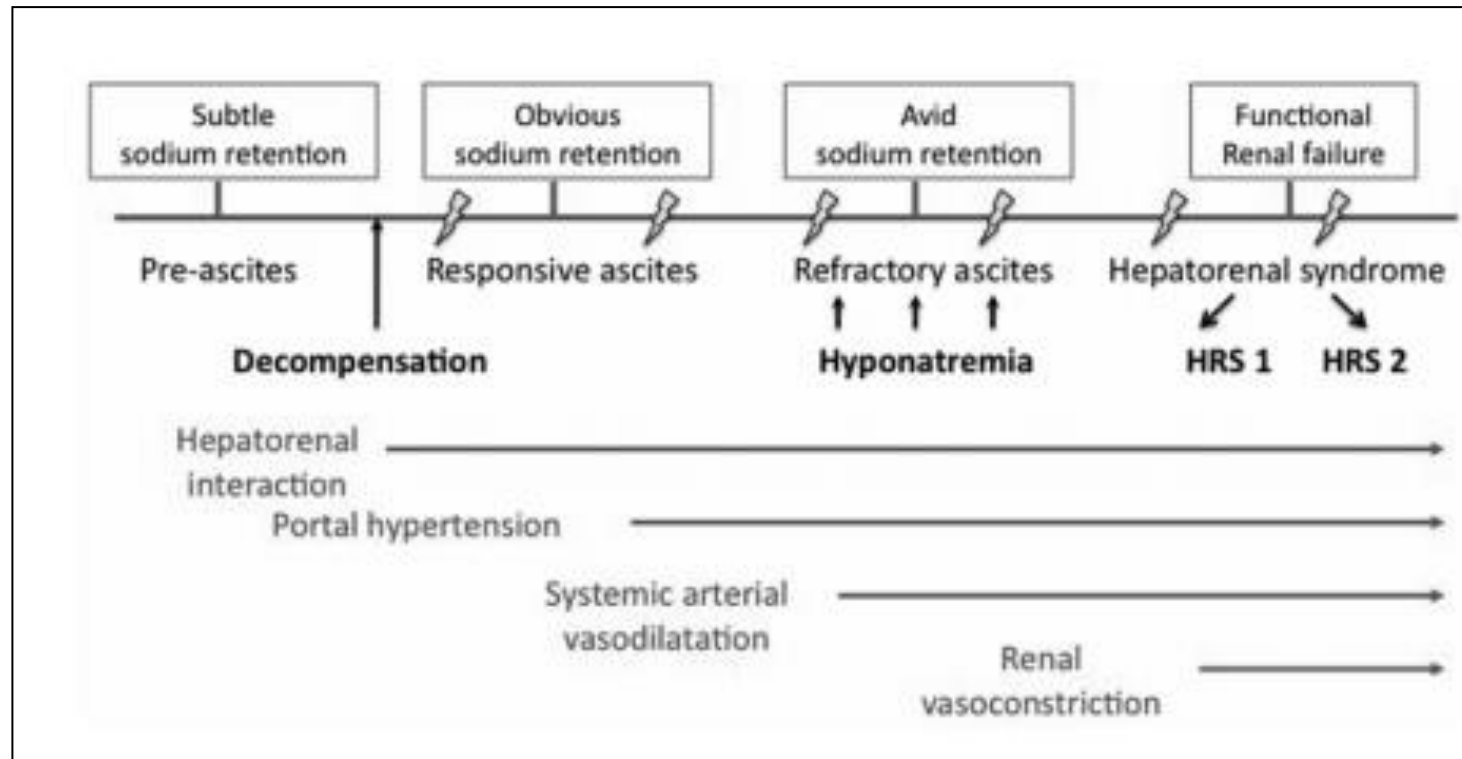 Subtle
sodium retention
Obvious
sodium retention
Avid
sodium retention
Functional
Renal failure
Pre-ascites
Responsive ascites
Refractory ascites
Hepatorenal syndrome
Decompensation
Hyponatremia
HRS 1
HRS 2
Hepatorenal
interaction
Portal hypertension
Systemic arterial
vasodilatation
Renal
vasoconstriction